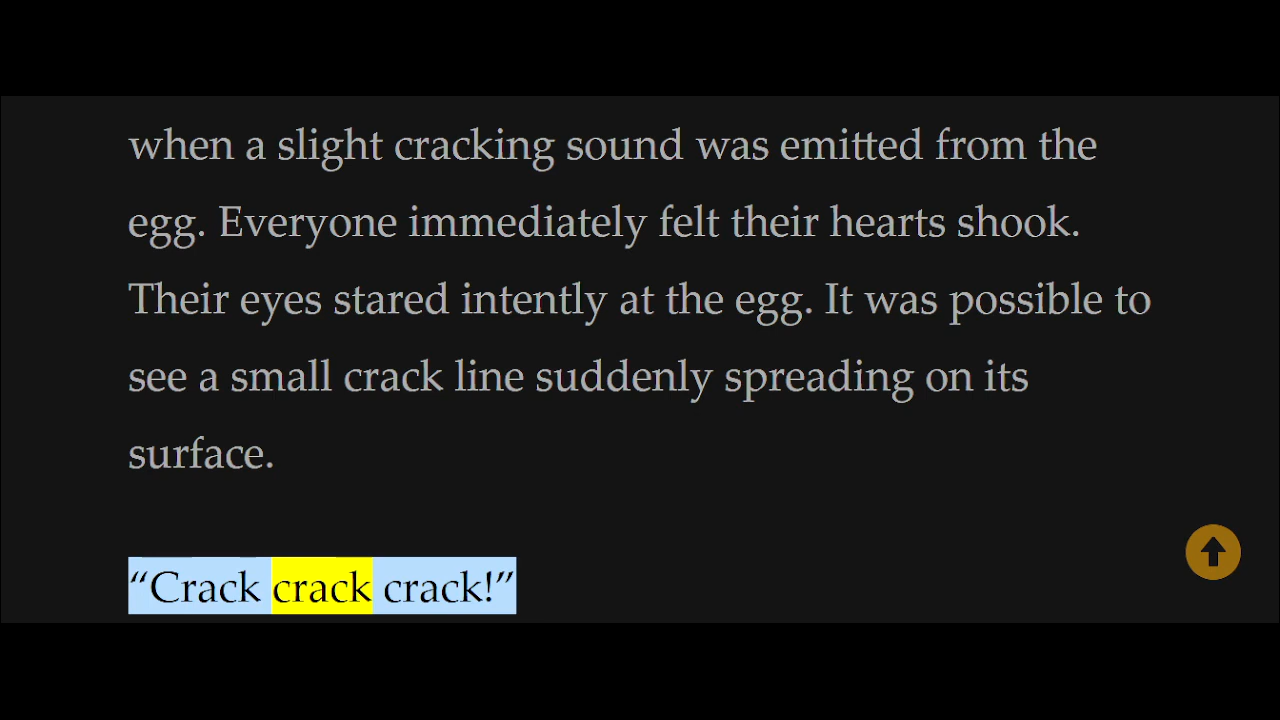 when a slight cracking sound was emitted from the
egg. Everyone immediately felt their hearts shook.
Their eyes stared intently at the egg. It was possible to
see a small crack line suddenly spreading on its
surface.
“Crack crack crack!”